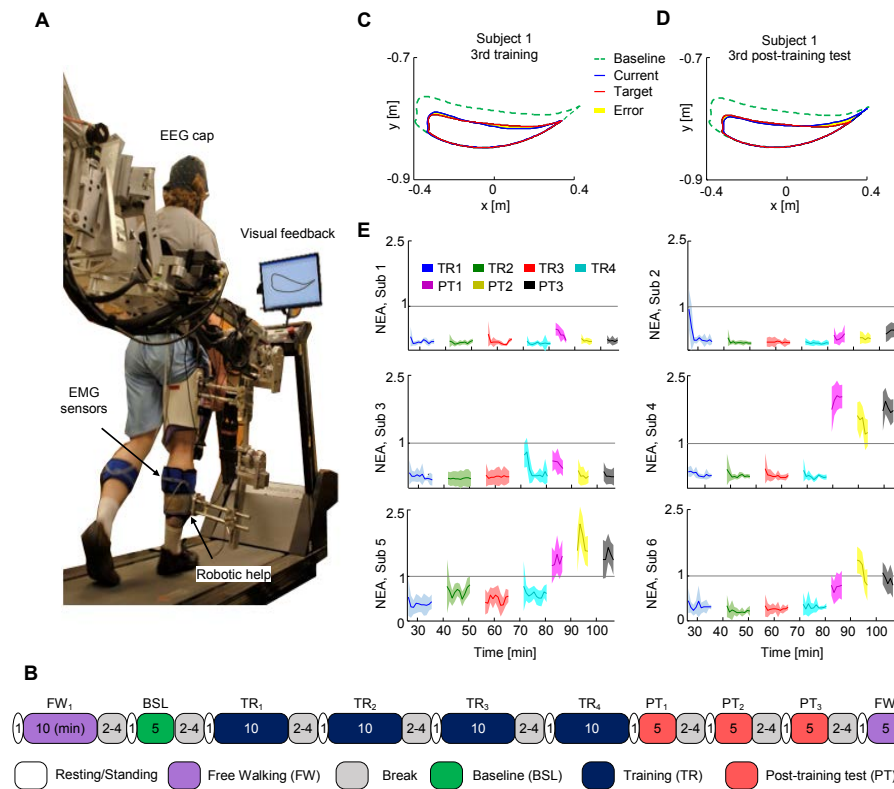 A
EEG cap
Visual feedback
EMG
sensors
Robotic help
C
Subject 1
3rd training
-0.7
y [m]
-0.9
-0.4
0
0.4
x [m]
Baseline
Current
Target
Error
D
Subject 1
3rd post-training test
-0.7
y [m]
-0.9
-0.4
0
0.4
x [m]
E
2.5
1
NEA, Sub 1
TR1 TR2 TR3 TR4
PT1 PT2 PT3
2.5
1
NEA, Sub 2
2.5
1
NEA, Sub 3
2.5
1
NEA, Sub 4
2.5
1
0
NEA, Sub 5
30 40 50 60 70 80 90 100
Time [min]
2.5
1
0
NEA, Sub 6
30 40 50 60 70 80 90 100
Time [min]
B
FW1 BSL TR1 TR2 TR3 TR4 PT1 PT2 PT3 FW
1 10 (min) 2-4 1 5 2-4 1 10 2-4 1 10 2-4 1 10 2-4 1 10 2-4 1 5 2-4 1 5 2-4 1 5 2-4 1 5
Resting/Standing Free Walking (FW) Break Baseline (BSL) Training (TR) Post-training test (PT)